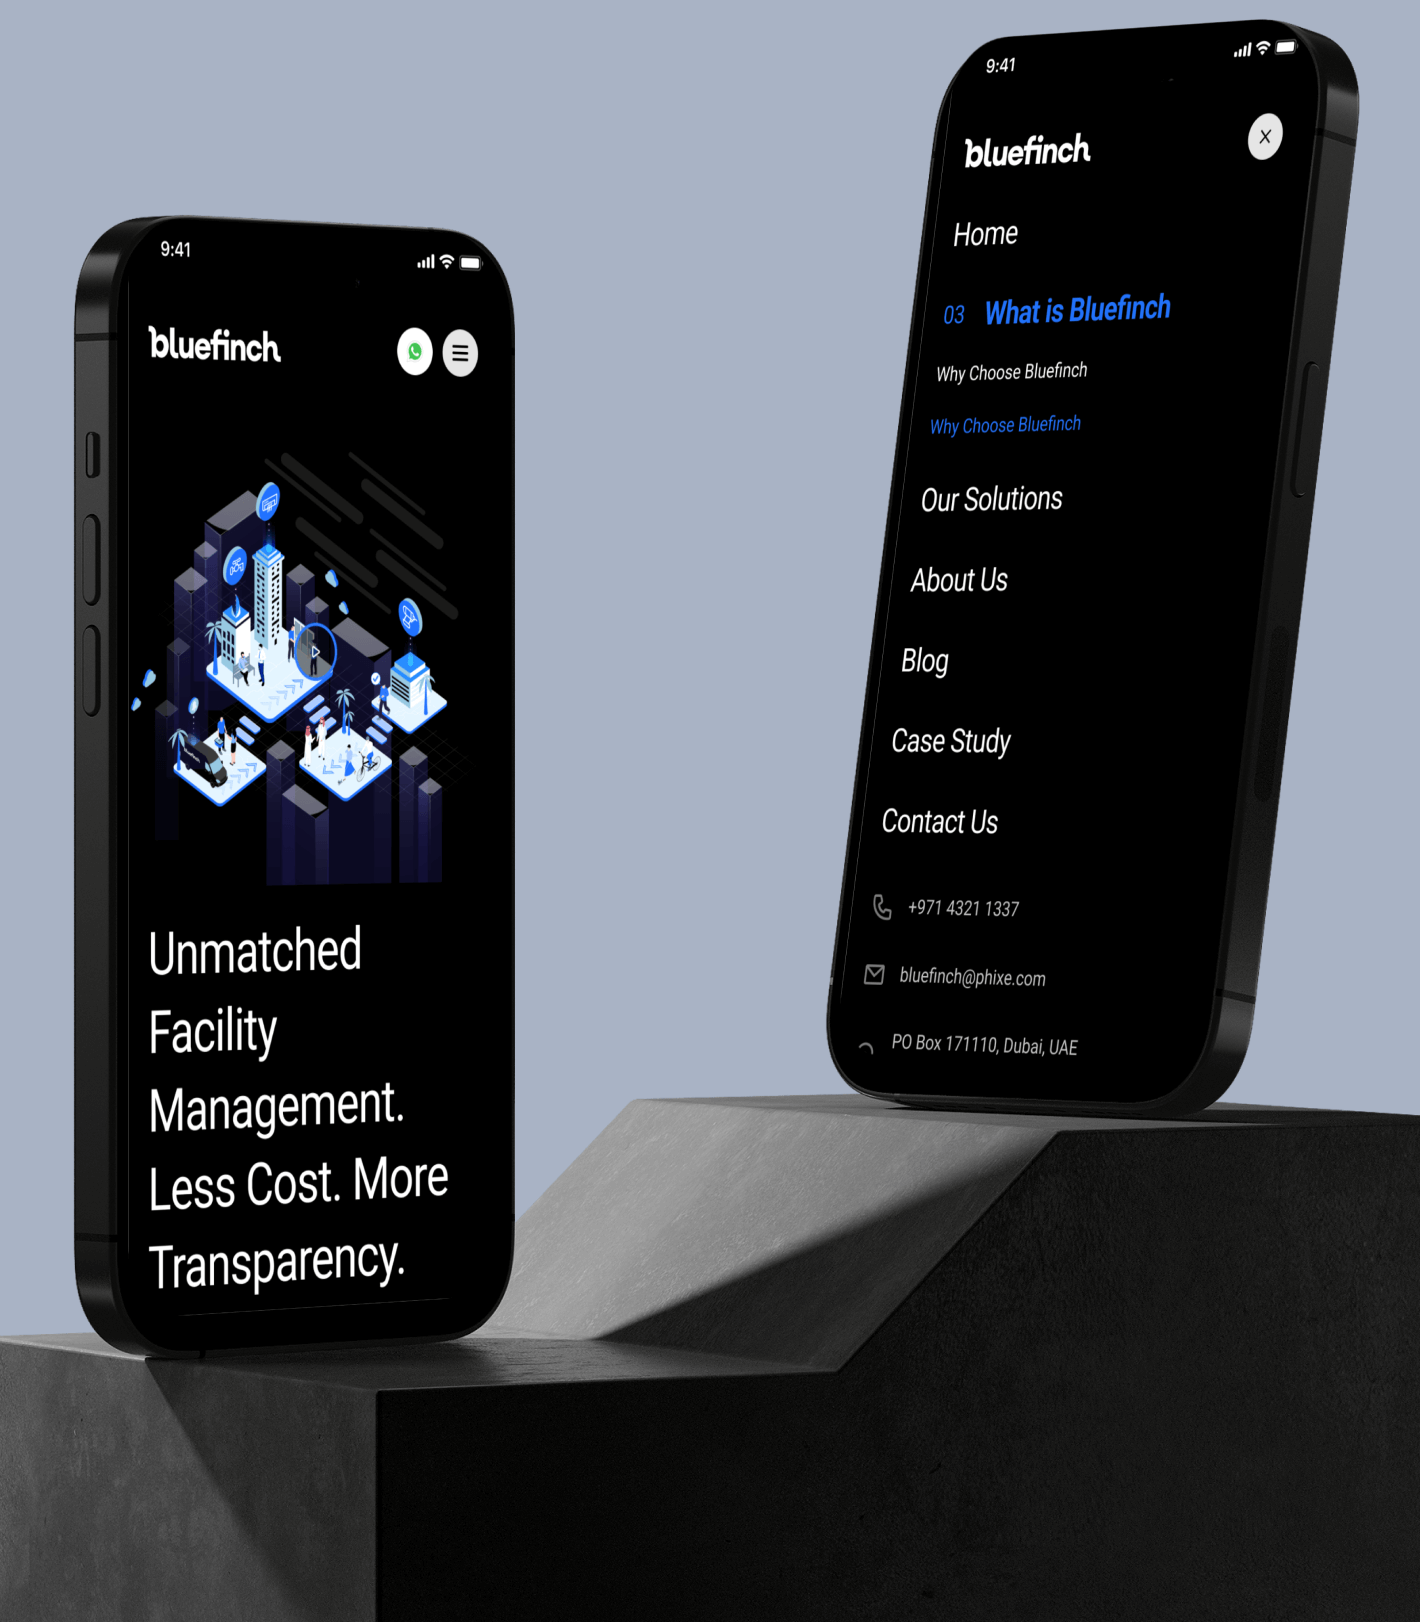 9:41
bluefinch
Unmatched
Facility
Management.
Less Cost. More
Transparency.
9:41
bluefinch
Home
03 What is Bluefinch
Why Choose Bluefinch
Why Choose Bluefinch
Our Solutions
About Us
Blog
Case Study
Contact Us
+971 4321 1337
bluefinch@phixe.com
PO Box 171110, Dubai, UAE